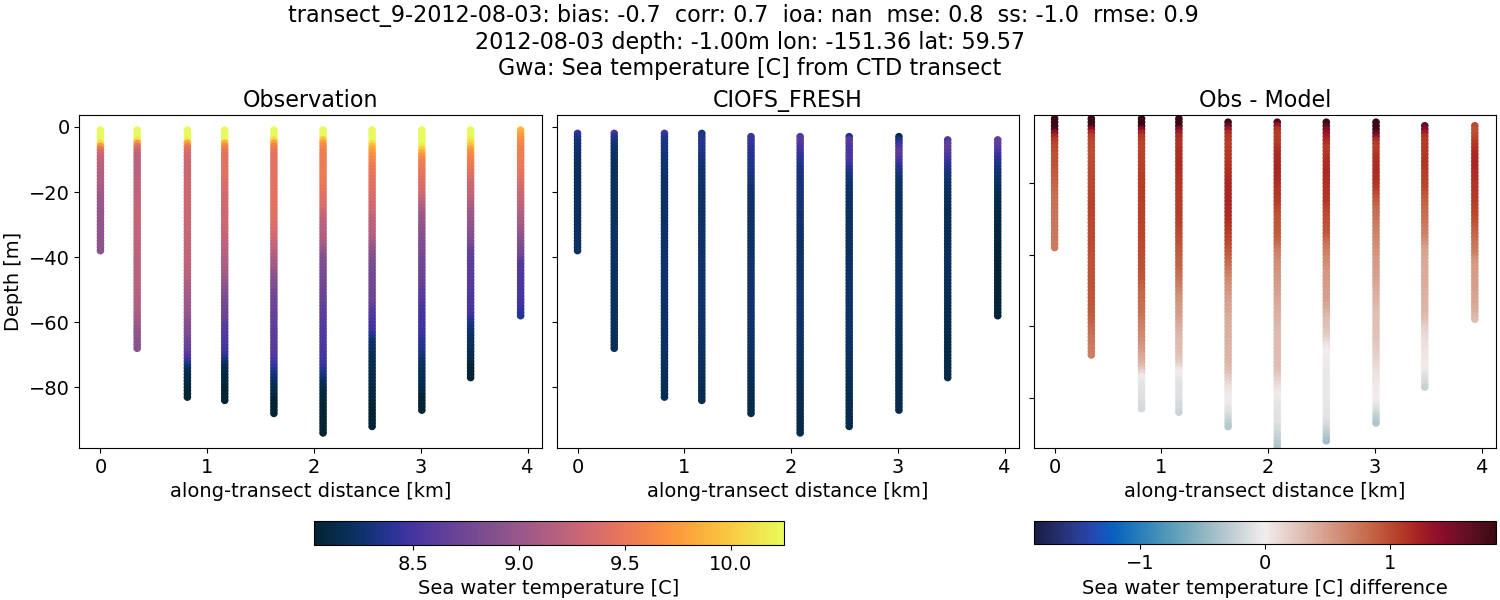 transect_9-2012-08-03: bias: -0.7  corr: 0.7  ioa: nan  mse: 0.8  ss: -1.0  rmse: 0.9
2012-08-03 depth: -1.00m lon: -151.36 lat: 59.57
Gwa: Sea temperature [C] from CTD transect
Observation
CIOFS_FRESH
Obs - Model
Depth [m]
0
−20
−40
−60
−80
0 1 2 3 4
0 1 2 3 4
0 1 2 3 4
along-transect distance [km]
along-transect distance [km]
along-transect distance [km]
8.5 9.0 9.5 10.0
Sea water temperature [C]
−1 0 1
Sea water temperature [C] difference